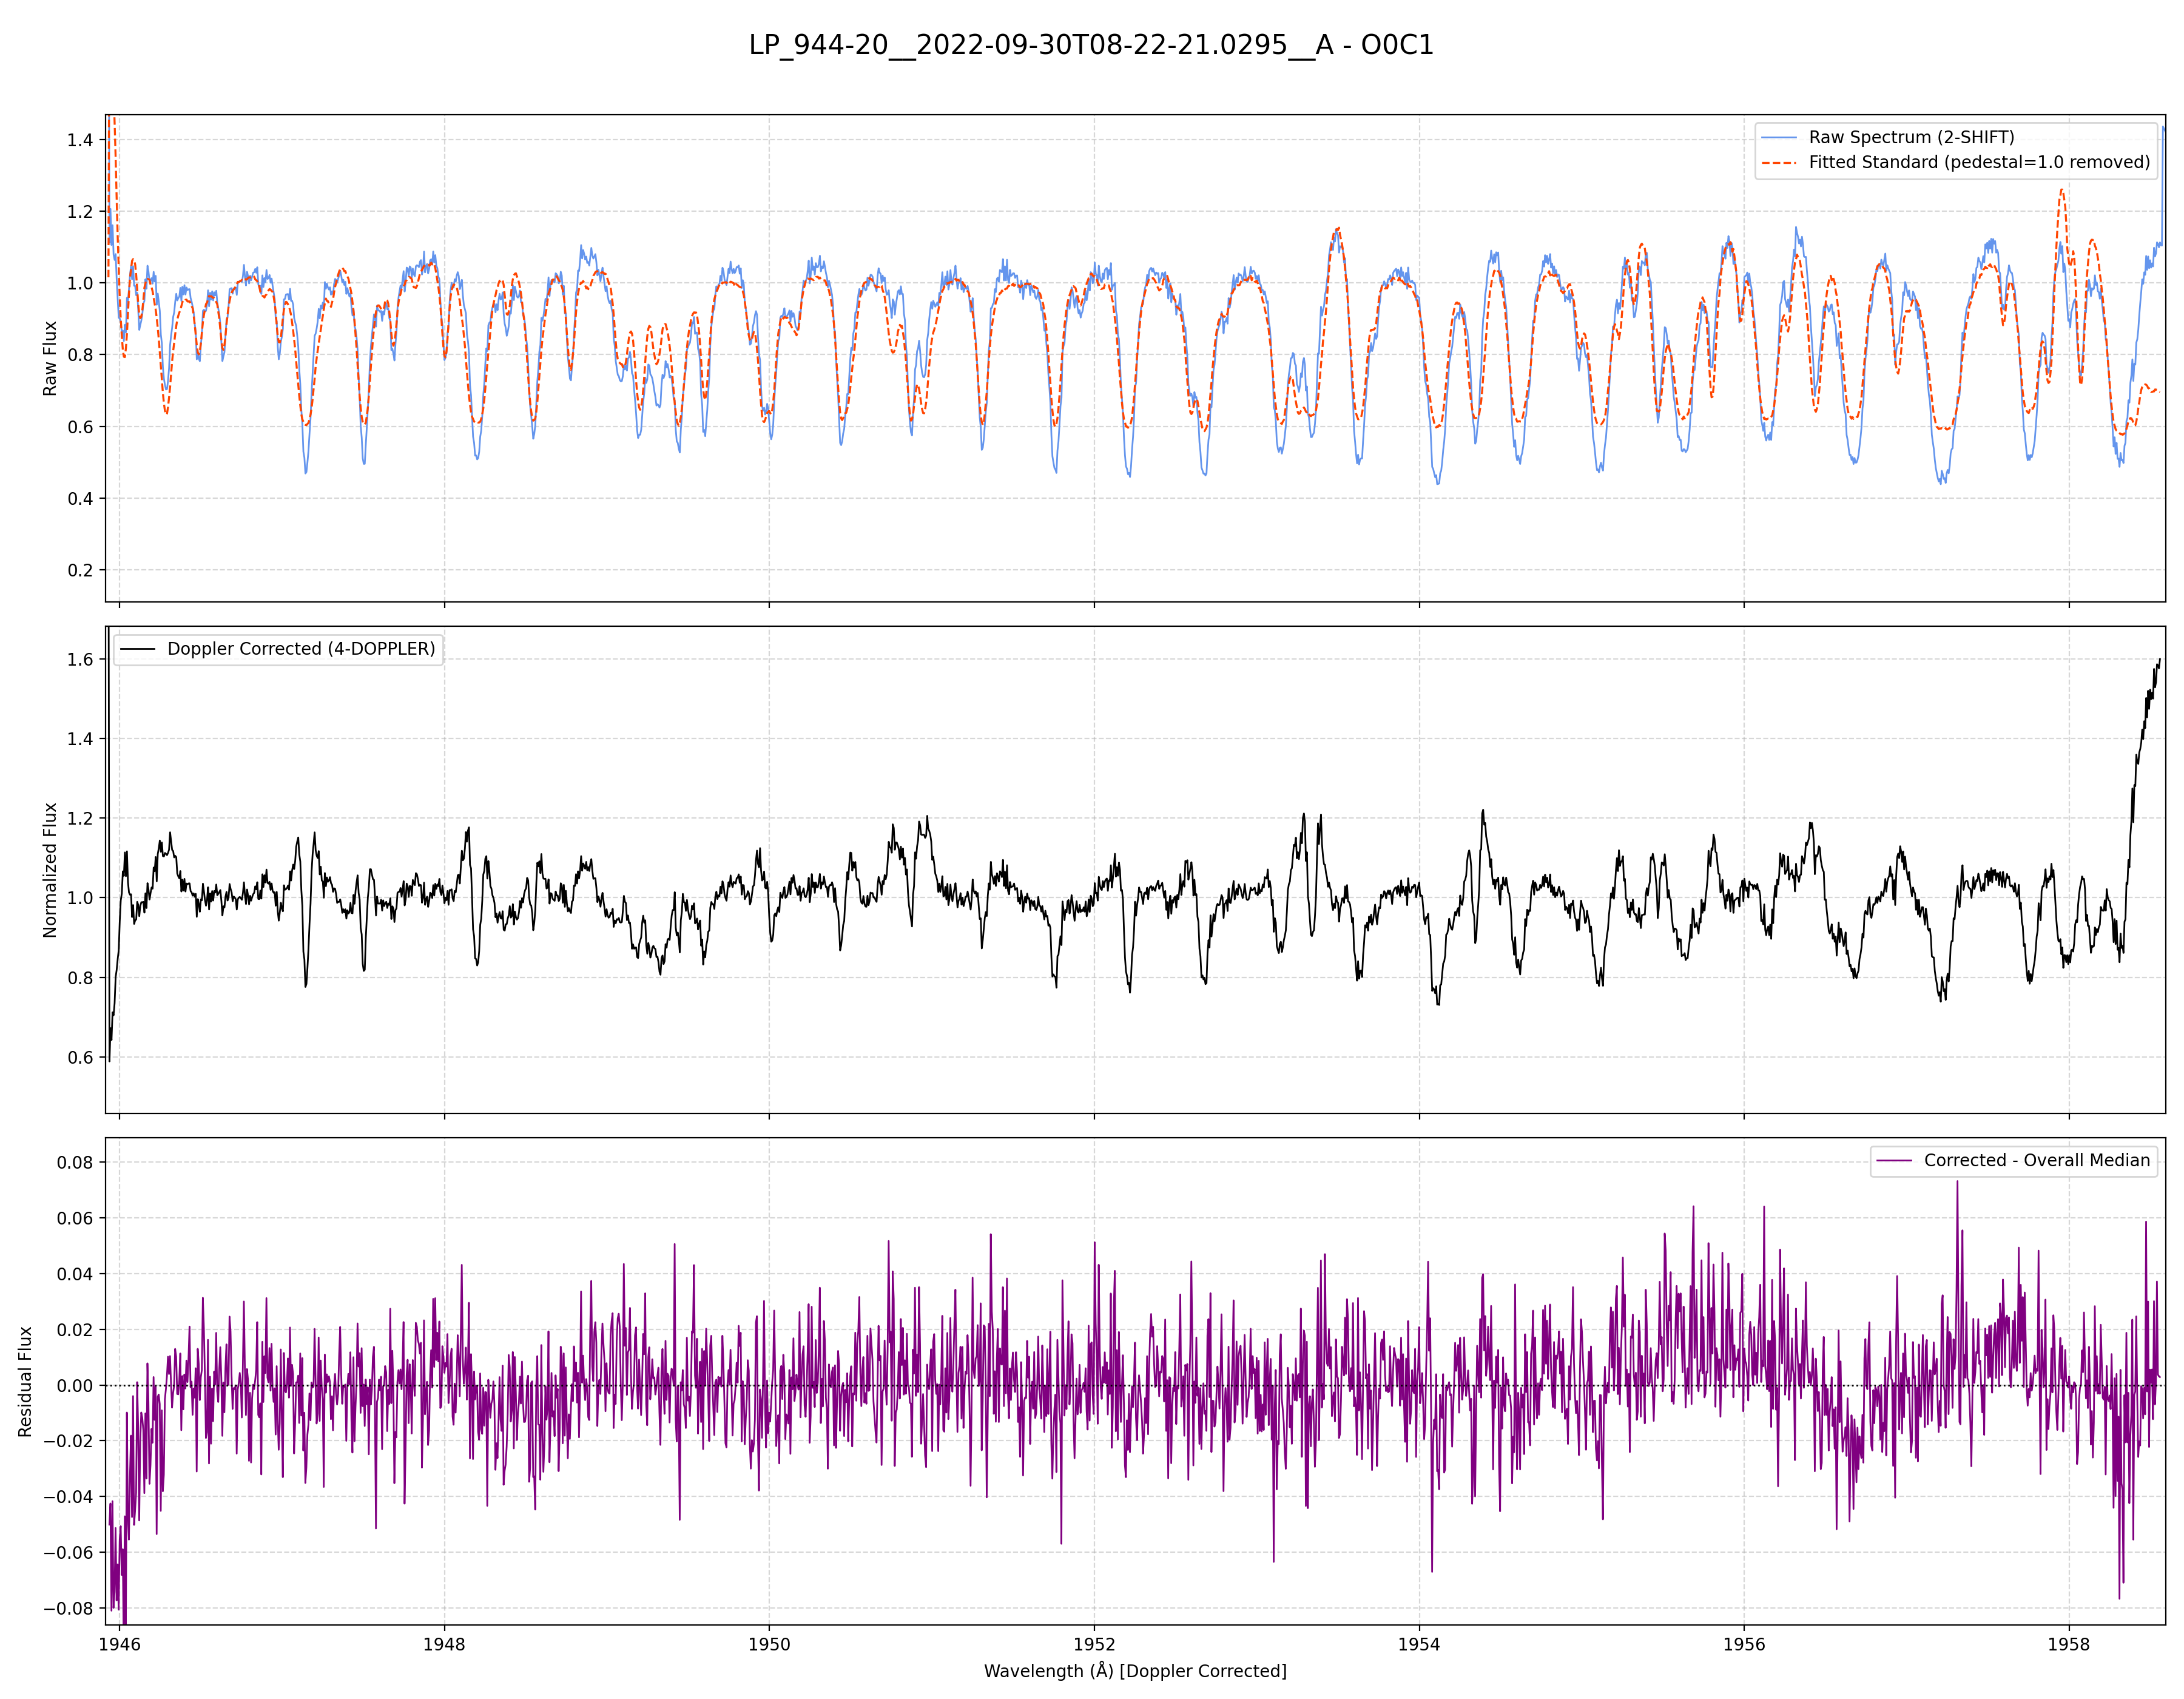 LP_944-20__2022-09-30T08-22-21.0295__A - O0C1
Raw Flux
1.4
1.2
1.0
0.8
0.6
0.4
0.2
Raw Spectrum (2-SHIFT)
Fitted Standard (pedestal=1.0 removed)
Normalized Flux
1.6
1.4
1.2
1.0
0.8
0.6
Doppler Corrected (4-DOPPLER)
Residual Flux
0.08
0.06
0.04
0.02
0.00
−0.02
−0.04
−0.06
−0.08
Corrected - Overall Median
1946 1948 1950 1952 1954 1956 1958
Wavelength (Å) [Doppler Corrected]